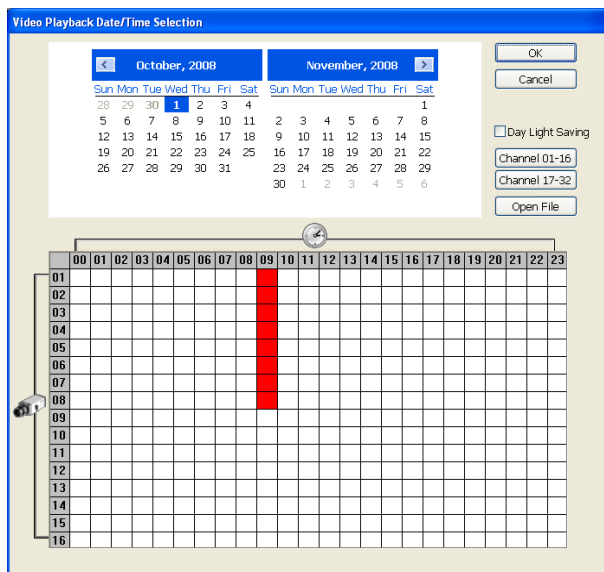 Video Playback Date/Time Selection
October, 2008
Sun Mon Tue Wed Thu Fri Sat
28 29 30 1 2 3 4
5 6 7 8 9 10 11
12 13 14 15 16 17 18
19 20 21 22 23 24 25
26 27 28 29 30 31
November, 2008
Sun Mon Tue Wed Thu Fri Sat
1
2 3 4 5 6 7 8
9 10 11 12 13 14 15
16 17 18 19 20 21 22
23 24 25 26 27 28 29
30 1 2 3 4 5 6
OK
Cancel
Day Light Saving
Channel 01-16
Channel 17-32
Open File
00 01 02 03 04 05 06 07 08 09 10 11 12 13 14 15 16 17 18 19 20 21 22 23
01
02
03
04
05
06
07
08
09
10
11
12
13
14
15
16